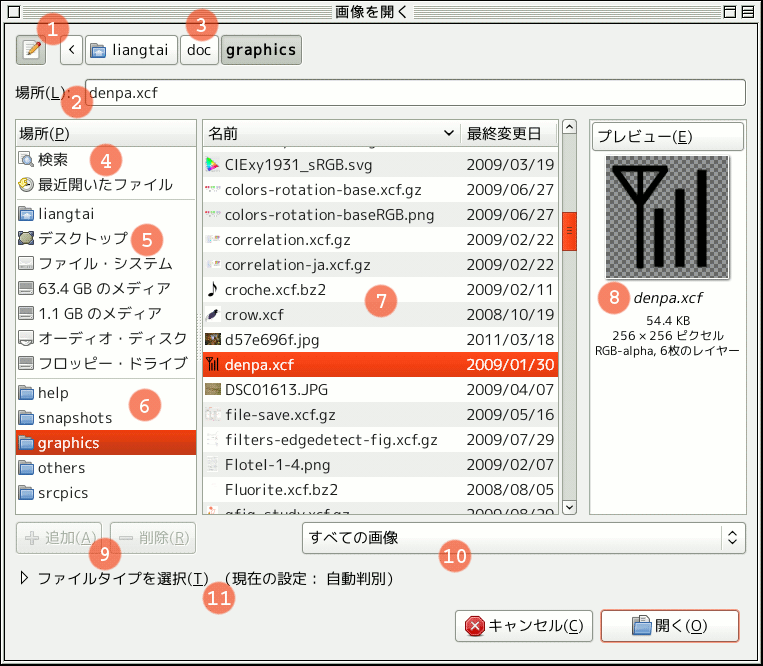 画像を開く
1
3
< liangtai doc graphics
場所(L): denpa.xcf
2
場所(P)
4
検索
最近開いたファイル
liangtai
5
デスクトップ
ファイル・システム
63.4 GB のメディア
1.1 GB のメディア
オーディオ・ディスク
フロッピー・ドライブ
6
help
snapshots
graphics
others
srcpics
名前 最終変更日
CIExy1931_sRGB.svg 2009/03/19
colors-rotation-base.xcf.gz 2009/06/27
colors-rotation-baseRGB.png 2009/06/27
correlation.xcf.gz 2009/02/22
correlation-ja.xcf.gz 2009/02/22
croche.xcf.bz2 2009/02/11
7
crow.xcf 2008/10/19
d57e696f.jpg 2011/03/18
denpa.xcf 2009/01/30
DSC01613.JPG 2009/04/07
file-save.xcf.gz 2009/05/16
filters-edgedetect-fig.xcf.gz 2009/07/29
Flotel-1-4.png 2009/02/07
Fluorite.xcf.bz2 2008/08/05
gfig_study.xcf.gz 2009/08/29
プレビュー(E)
8
denpa.xcf
54.4 KB
256 × 256 ピクセル
RGB-alpha, 6枚のレイヤー
追加(A) 削除(R)
9
すべての画像
10
ファイルタイプを選択(T) (現在の設定: 自動判別)
11
キャンセル(C) 開く(O)